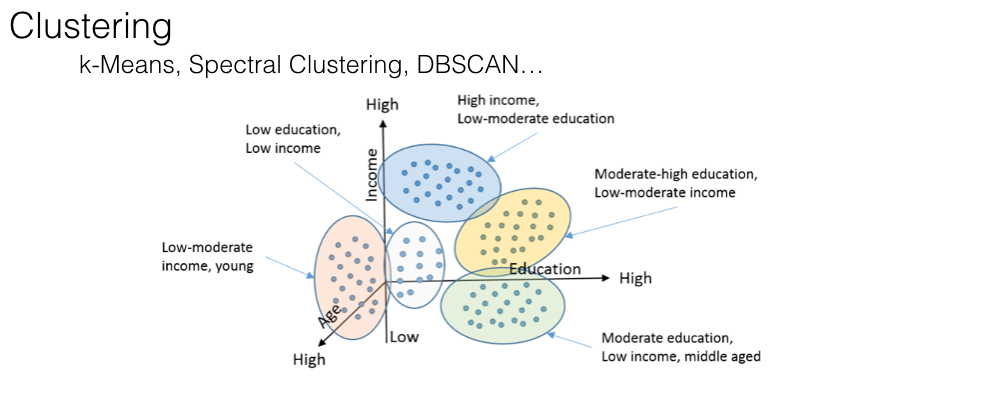 Clustering
k-Means, Spectral Clustering, DBSCAN…
High
High income,
Low-moderate education
Low education,
Low income
Income
Moderate-high education,
Low-moderate income
Low-moderate
income, young
Education
High
Age
Low
High
Moderate education,
Low income, middle aged